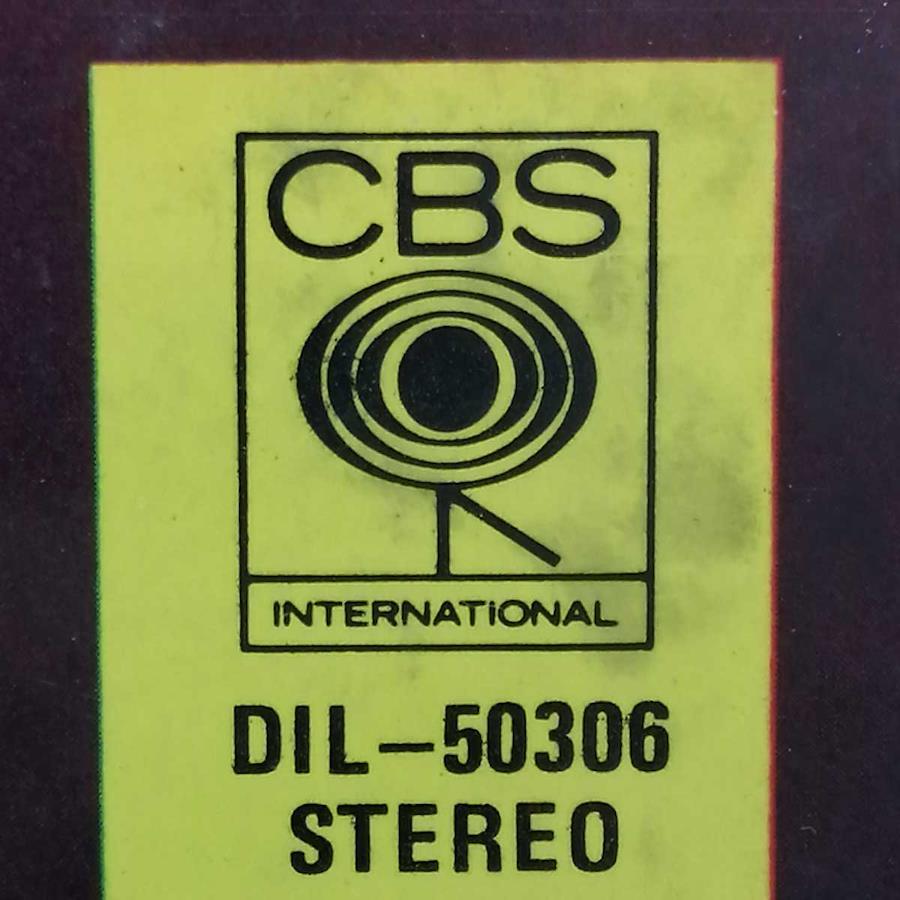 CBS
INTERNATIONAL
DIL-50306
STEREO